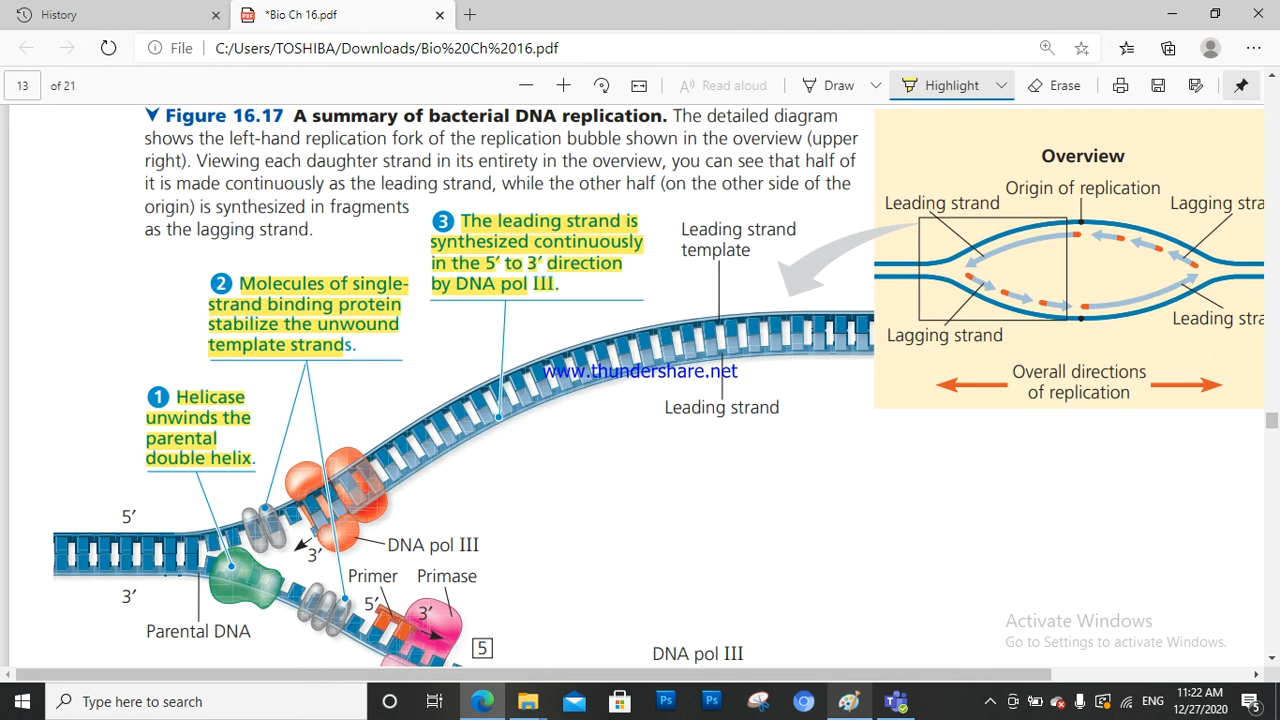 History
*Bio Ch 16.pdf
File
C:/Users/TOSHIBA/Downloads/Bio%20Ch%2016.pdf
13 of 21
Read aloud
Draw
Highlight
Erase
Figure 16.17 A summary of bacterial DNA replication. The detailed diagram
shows the left-hand replication fork of the replication bubble shown in the overview (upper
right). Viewing each daughter strand in its entirety in the overview, you can see that half of
it is made continuously as the leading strand, while the other half (on the other side of the
origin) is synthesized in fragments
as the lagging strand.
3 The leading strand is
synthesized continuously
in the 5′ to 3′ direction
by DNA pol III.
Leading strand
template
2 Molecules of single-
strand binding protein
stabilize the unwound
template strands.
1 Helicase
unwinds the
parental
double helix.
www.thundershare.net
Leading strand
5′
3′
Parental DNA
3′
DNA pol III
Primer
Primase
5′
3′
5
DNA pol III
Overview
Origin of replication
Leading strand
Lagging stra
Lagging strand
Leading stra
Overall directions
of replication
Activate Windows
Go to Settings to activate Windows.
Type here to search
Ps
Ps
ENG
11:22 AM
12/27/2020
5